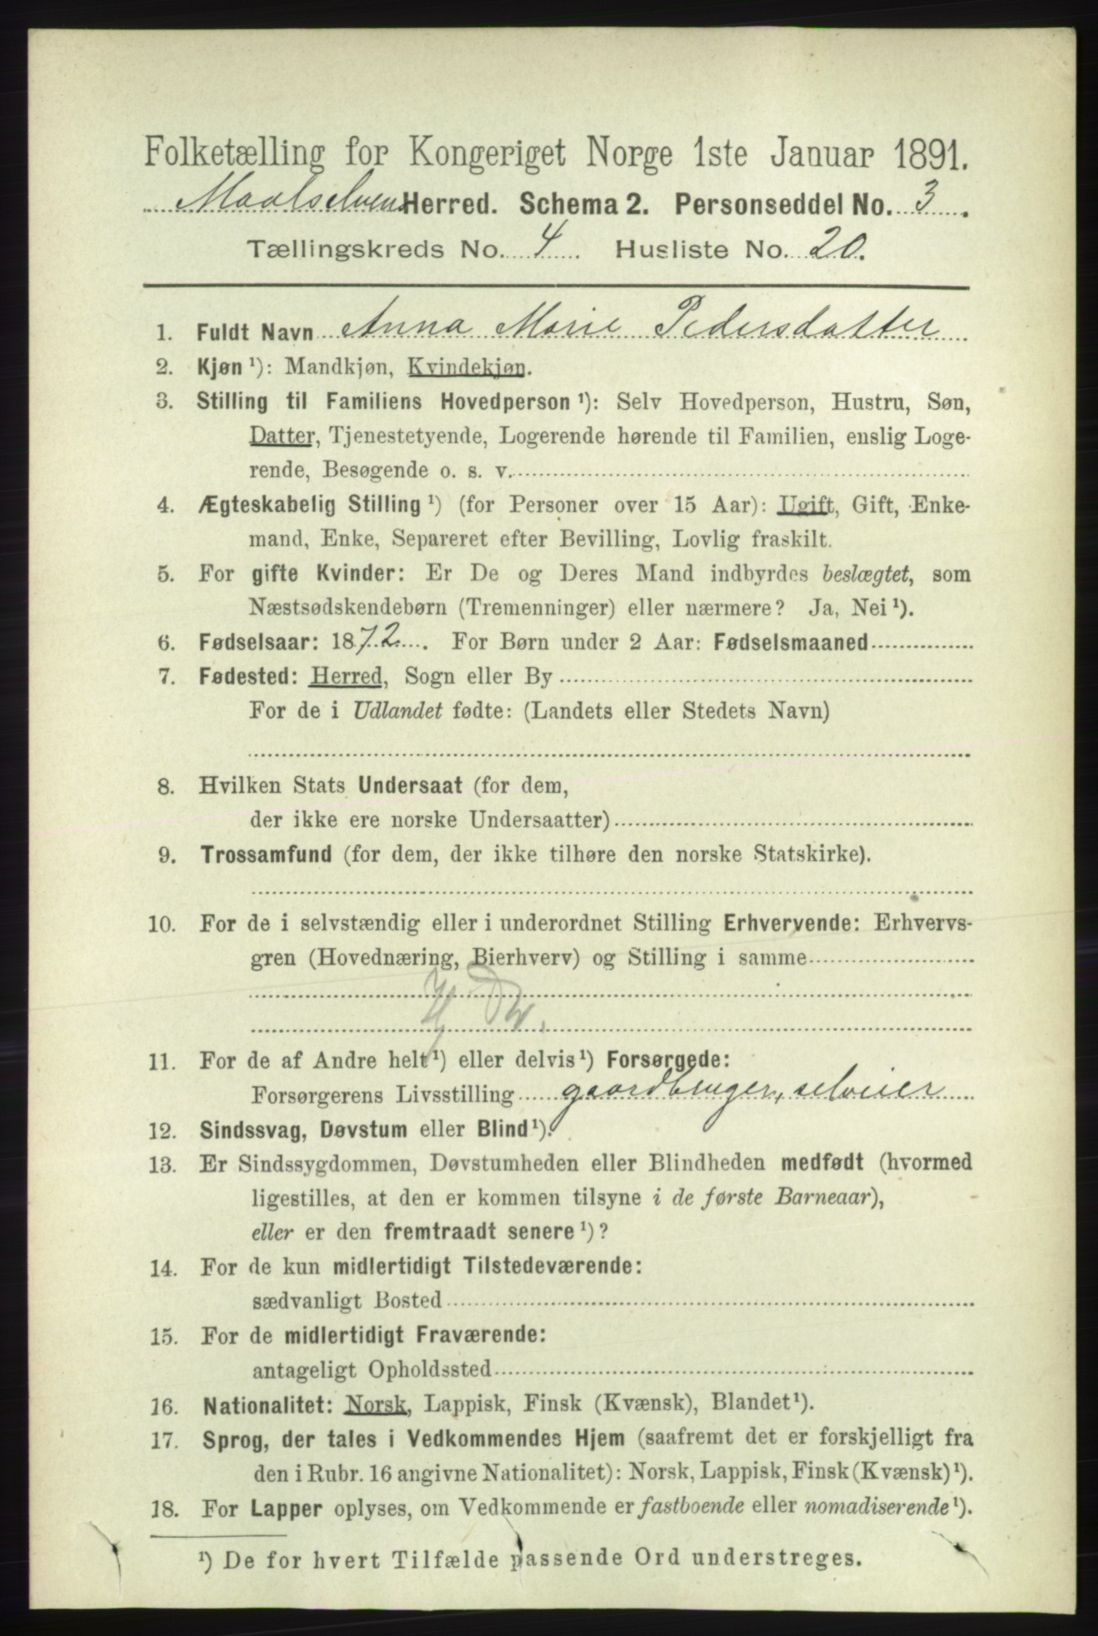 Folketælling for Kongeriget Norge 1ste Januar 1891.
Maalselven Herred. Schema 2. Personseddel No. 3.
Tællingskreds No. 4. Husliste No. 20.
1. Fuldt Navn Anna Marie Pedersdatter
2. Kjøn ¹): Mandkjøn, Kvindekjøn.
3. Stilling til Familiens Hovedperson ¹): Selv Hovedperson, Hustru, Søn,
Datter, Tjenestetyende, Logerende hørende til Familien, enslig Loge-
rende, Besøgende o. s. v.
4. Ægteskabelig Stilling ¹) (for Personer over 15 Aar): Ugift, Gift, Enke-
mand, Enke, Separeret efter Bevilling, Lovlig fraskilt.
5. For gifte Kvinder: Er De og Deres Mand indbyrdes beslægtet, som
Næstsødskendebørn (Tremenninger) eller nærmere? Ja, Nei ¹).
6. Fødselsaar: 1872. For Børn under 2 Aar: Fødselsmaaned
7. Fødested: Herred, Sogn eller By
For de i Udlandet fødte: (Landets eller Stedets Navn)
8. Hvilken Stats Undersaat (for dem,
der ikke ere norske Undersaatter)
9. Trossamfund (for dem, der ikke tilhøre den norske Statskirke).
10. For de i selvstændig eller i underordnet Stilling Erhvervende: Erhvervs-
gren (Hovednæring, Bierhverv) og Stilling i samme
11. For de af Andre helt ¹) eller delvis ¹) Forsørgede:
Forsørgerens Livsstilling gaardbruger, selveier
12. Sindssvag, Døvstum eller Blind ¹).
13. Er Sindssygdommen, Døvstumheden eller Blindheden medfødt (hvormed
ligestilles, at den er kommen tilsyne i de første Barneaar),
eller er den fremtraadt senere ¹)?
14. For de kun midlertidigt Tilstedeværende:
sædvanligt Bosted
15. For de midlertidigt Fraværende:
antageligt Opholdssted
16. Nationalitet: Norsk, Lappisk, Finsk (Kvænsk), Blandet ¹).
17. Sprog, der tales i Vedkommendes Hjem (saafremt det er forskjelligt fra
den i Rubr. 16 angivne Nationalitet): Norsk, Lappisk, Finsk (Kvænsk) ¹).
18. For Lapper oplyses, om Vedkommende er fastboende eller nomadiserende ¹).
¹) De for hvert Tilfælde passende Ord understreges.